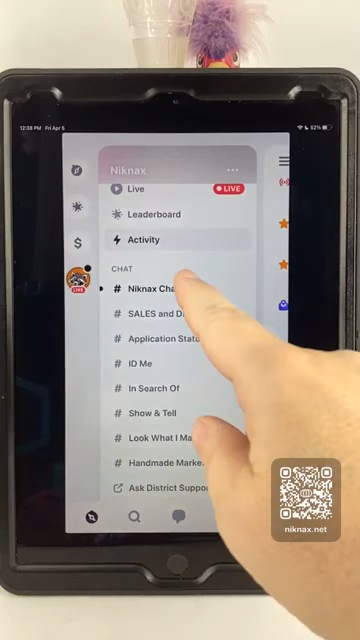 12:38 PM Fri Apr 5
52%
Niknax
Live
LIVE
Leaderboard
Activity
CHAT
# Niknax Cha
# SALES and D
# Application Statu
# ID Me
# In Search Of
# Show & Tell
# Look What I Ma
# Handmade Marke
Ask District Suppo
$
LIVE
niknax.net